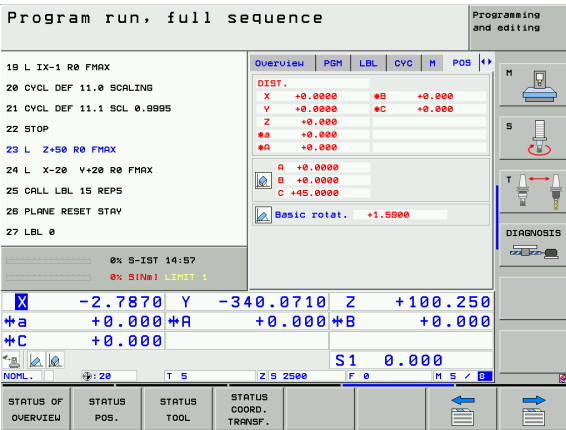 Program run, full sequence
Programming
and editing
19 L IX-1 R0 FMAX
20 CYCL DEF 11.0 SCALING
21 CYCL DEF 11.1 SCL 0.9995
22 STOP
23 L Z+50 R0 FMAX
24 L X-20 Y+20 R0 FMAX
25 CALL LBL 15 REP5
26 PLANE RESET STAY
27 LBL 0
0% S-IST 14:57
0% S[Nm] LIMIT 1
Overview PGM LBL CYC M POS
DIST.
X +0.0000 *B +0.0000
Y +0.0000 *C +0.0000
Z +0.000
*a +0.000
*A +0.000
A +0.0000
B +0.0000
C +45.0000
Basic rotat. +1.5900
M
S
T
DIAGNOSIS
X -2.7870 Y -340.0710 Z +100.250
*a +0.000 *A +0.000 *B +0.000
*C +0.000
S1 0.000
NOML. : 20 T 5 Z S 2500 F 0 M 5 / 8
STATUS OF
OVERVIEW
STATUS
POS.
STATUS
TOOL
STATUS
COORD.
TRANSF.